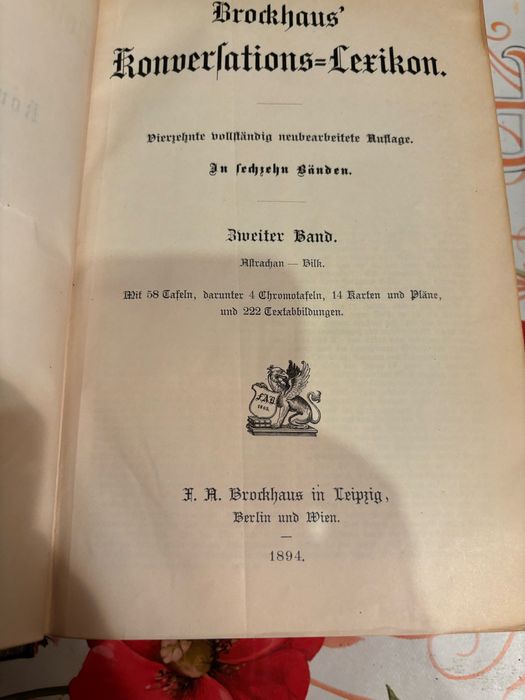 Brockhaus'
Konversations=Lexikon.
Vierzehnte vollständig neubearbeitete Auflage.
In sechzehn Bänden.
Zweiter Band.
Astrachan — Bilk.
Mit 58 Tafeln, darunter 4 Chromotafeln, 14 Karten und Pläne,
und 222 Textabbildungen.
F.A.B.
F. A. Brockhaus in Leipzig,
Berlin und Wien.
1894.